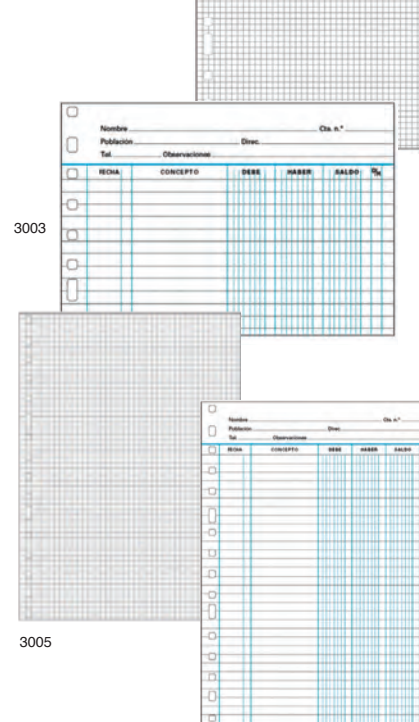 Nombre Cta. n.º
Población Direc.
Tel. Observaciones
FECHA CONCEPTO DEBE HABER SALDO D/H
3003
Nombre Cta. n.º
Población Direc.
Tel. Observaciones
FECHA CONCEPTO DEBE HABER SALDO
3005